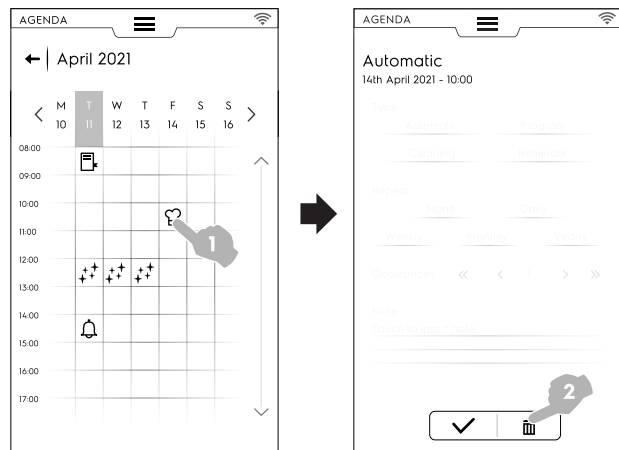 AGENDA
April 2021
M T W T F S S
10 11 12 13 14 15 16
08:00
09:00
10:00
11:00
12:00
13:00
14:00
15:00
16:00
17:00
1
AGENDA
Automatic
14th April 2021 - 10:00
Type
Automatic Program
Cleaning Reminder
Repeat
None Daily
Weekly Monthly Yearly
Occurrences
Note
Touch to insert note
2